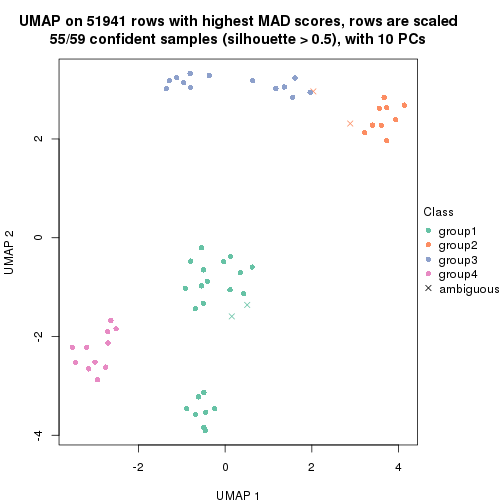 UMAP on 51941 rows with highest MAD scores, rows are scaled
55/59 confident samples (silhouette > 0.5), with 10 PCs
2
0
-2
-4
UMAP 2
-2
0
2
4
UMAP 1
Class
group1
group2
group3
group4
ambiguous